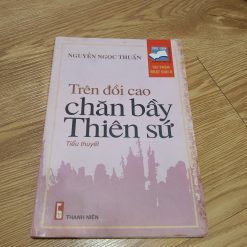 NGUYỄN NGỌC THUẦN
Trên đồi cao
chăn bầy
Thiên sứ
Tiểu thuyết
THANH NIÊN